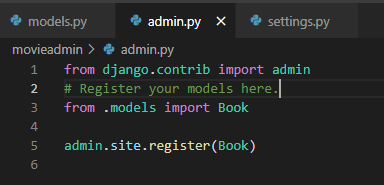 models.py admin.py × settings.py
movieadmin > admin.py
1 from django.contrib import admin
2 # Register your models here.
3 from .models import Book
4
5 admin.site.register(Book)
6